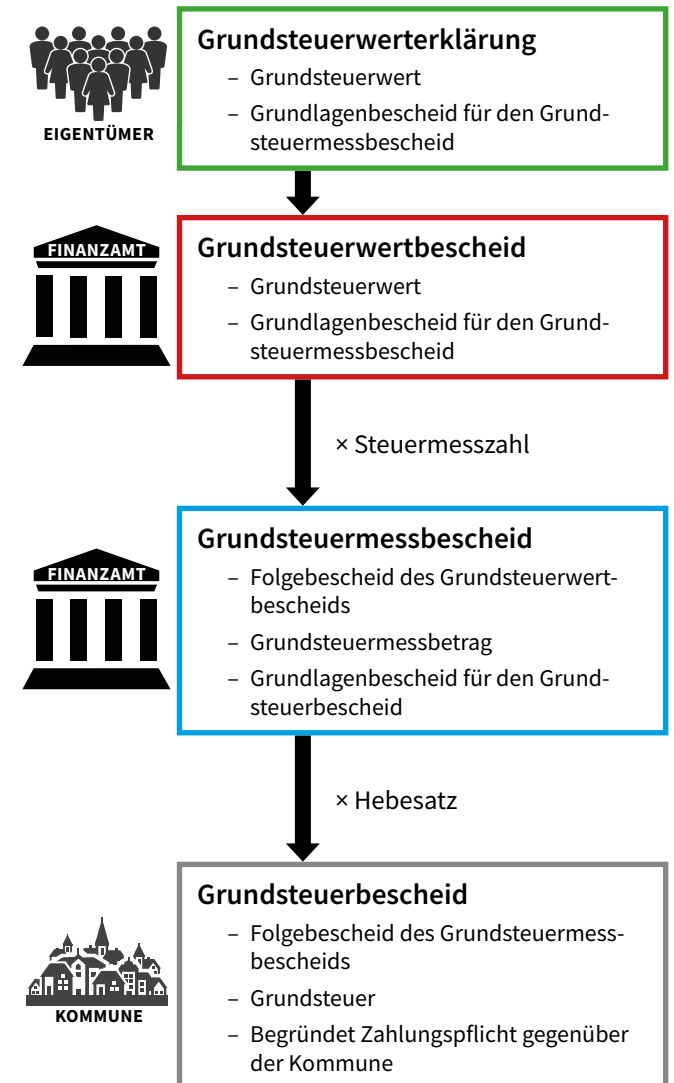 Grundsteuerwerterklärung
– Grundsteuerwert
– Grundlagenbescheid für den Grund-
steuermessbescheid
EIGENTÜMER
FINANZAMT
Grundsteuerwertbescheid
– Grundsteuerwert
– Grundlagenbescheid für den Grund-
steuermessbescheid
× Steuermesszahl
FINANZAMT
Grundsteuermessbescheid
– Folgebescheid des Grundsteuerwert-
bescheids
– Grundsteuermessbetrag
– Grundlagenbescheid für den Grund-
steuerbescheid
× Hebesatz
Grundsteuerbescheid
– Folgebescheid des Grundsteuermess-
bescheids
– Grundsteuer
– Begründet Zahlungspflicht gegenüber
der Kommune
KOMMUNE